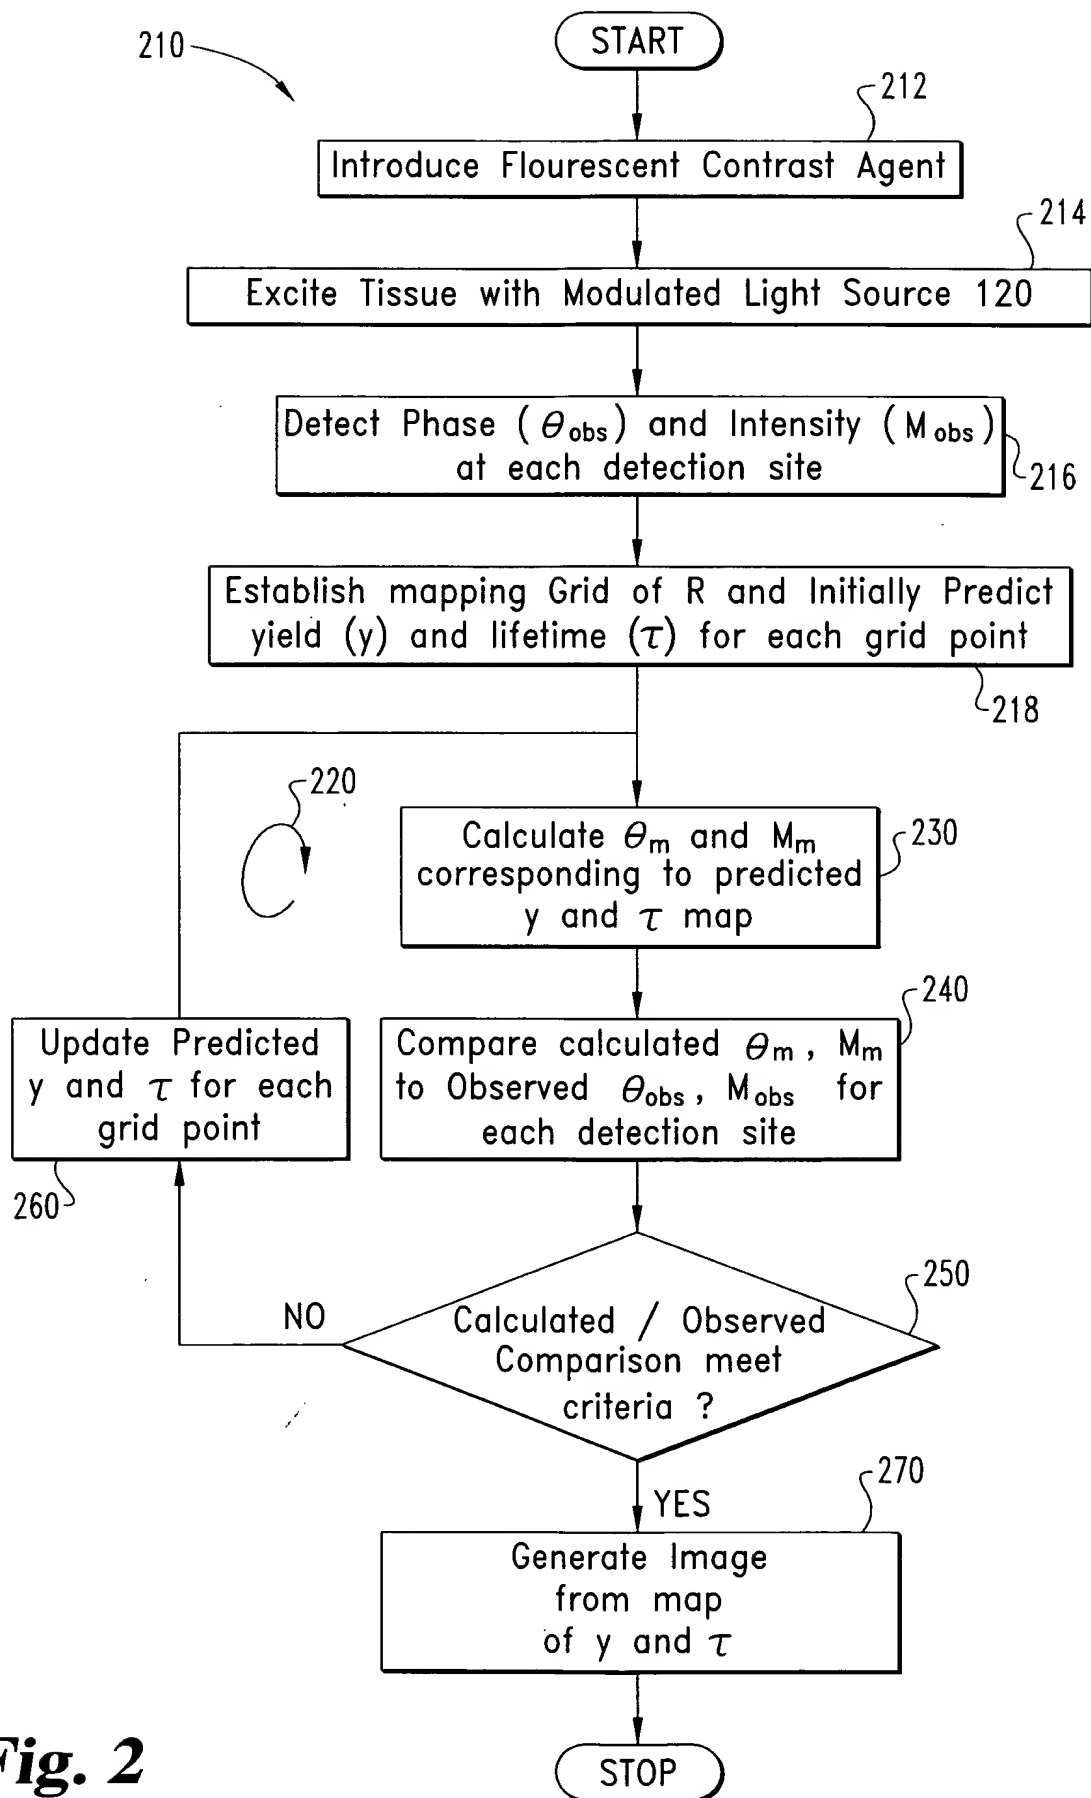 START
210
212
Introduce Flourescent Contrast Agent
214
Excite Tissue with Modulated Light Source 120
Detect Phase (θobs) and Intensity (Mobs)
at each detection site
216
Establish mapping Grid of R and Initially Predict
yield (y) and lifetime (τ) for each grid point
218
220
Calculate θm and Mm
corresponding to predicted
y and τ map
230
240
Compare calculated θm, Mm
to Observed θobs, Mobs for
each detection site
Update Predicted
y and τ for each
grid point
260
250
NO
Calculated / Observed
Comparison meet
criteria ?
YES
270
Generate Image
from map
of y and τ
STOP
Fig. 2